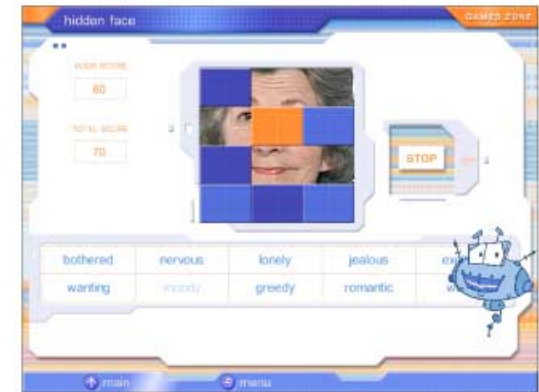 hidden face
GAMES ZONE
YOUR SCORE
60
TOTAL SCORE
70
STOP
bothered nervous lonely jealous
wanting moody greedy romantic
main menu